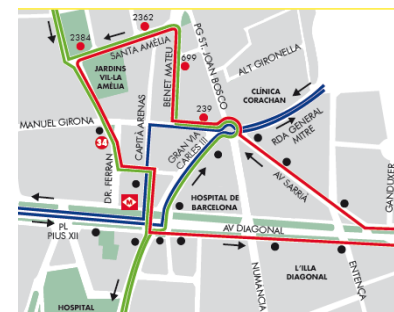 2362
2384
SANTA AMÈLIA
PG ST. JOAN BOSCO
JARDINS
VIL·LA
AMÈLIA
BENET MATEU
699
ALT GIRONELLA
CLÍNICA
CORACHAN
239
MANUEL GIRONA
34
CAPITÀ ARENAS
GRAN VIA
CARLES III
RDA GENERAL
MITRE
DR. FERRAN
M
AV SARRIÀ
GANDUXER
HOSPITAL DE
BARCELONA
PL
PIUS XII
AV DIAGONAL
NUMANCIA
L'ILLA
DIAGONAL
ENTENÇA
HOSPITAL